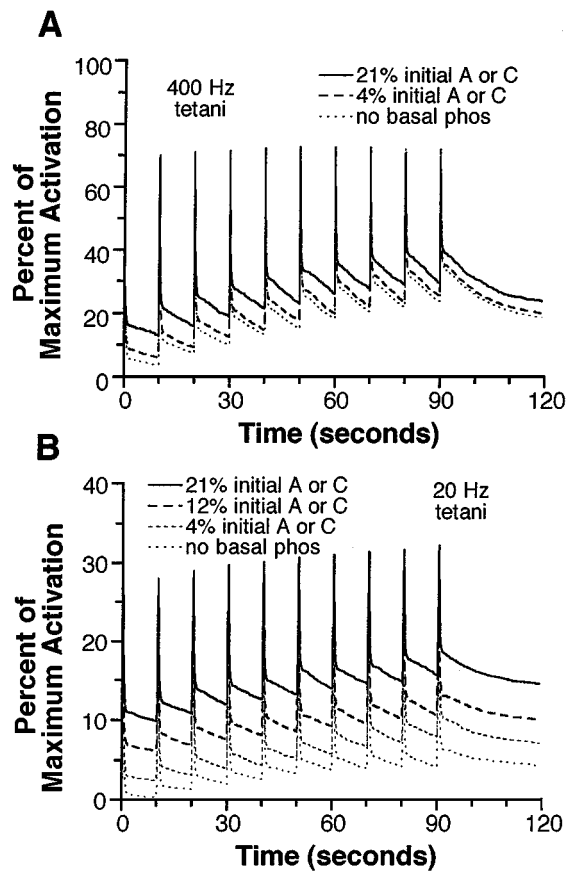 A
Percent of
Maximum Activation
100
80
60
40
20
0
400 Hz
tetani
21% initial A or C
4% initial A or C
no basal phos
0
30
60
90
120
Time (seconds)
B
Percent of
Maximum Activation
40
30
20
10
0
21% initial A or C
12% initial A or C
4% initial A or C
no basal phos
20 Hz
tetani
0
30
60
90
120
Time (seconds)